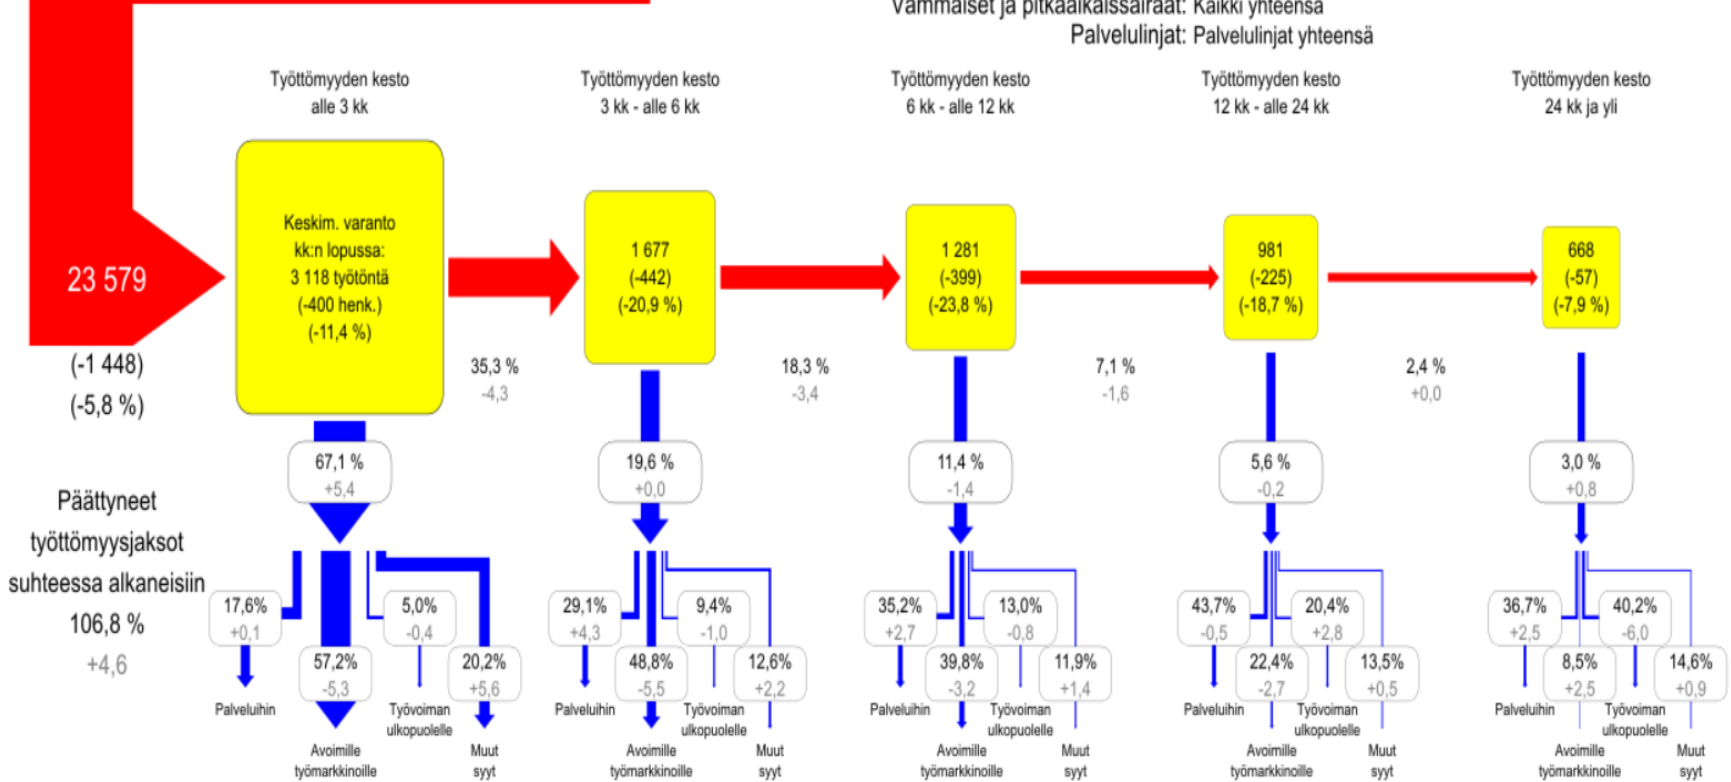 Vammaiset ja pitkäaikaissairaat: Kaikki yhteensä
Palvelulinjat: Palvelulinjat yhteensä
Työttömyyden kesto
alle 3 kk
Työttömyyden kesto
3 kk - alle 6 kk
Työttömyyden kesto
6 kk - alle 12 kk
Työttömyyden kesto
12 kk - alle 24 kk
Työttömyyden kesto
24 kk ja yli
23 579
(-1 448)
(-5,8 %)
Keskim. varanto
kk:n lopussa:
3 118 työtöntä
(-400 henk.)
(-11,4 %)
35,3 %
-4,3
1 677
(-442)
(-20,9 %)
18,3 %
-3,4
1 281
(-399)
(-23,8 %)
7,1 %
-1,6
981
(-225)
(-18,7 %)
2,4 %
+0,0
668
(-57)
(-7,9 %)
Päättyneet
työttömyysjaksot
suhteessa alkaneisiin
106,8 %
+4,6
67,1 %
+5,4
19,6 %
+0,0
11,4 %
-1,4
5,6 %
-0,2
3,0 %
+0,8
17,6%
+0,1
Palveluihin
57,2%
-5,3
Avoimille
työmarkkinoille
5,0%
-0,4
Työvoiman
ulkopuolelle
20,2%
+5,6
Muut
syyt
29,1%
+4,3
Palveluihin
48,8%
-5,5
Avoimille
työmarkkinoille
9,4%
-1,0
Työvoiman
ulkopuolelle
12,6%
+2,2
Muut
syyt
35,2%
+2,7
Palveluihin
39,8%
-3,2
Avoimille
työmarkkinoille
13,0%
-0,8
Työvoiman
ulkopuolelle
11,9%
+1,4
Muut
syyt
43,7%
-0,5
Palveluihin
22,4%
-2,7
Avoimille
työmarkkinoille
20,4%
+2,8
Työvoiman
ulkopuolelle
13,5%
+0,5
Muut
syyt
36,7%
+2,5
Palveluihin
8,5%
+2,5
Avoimille
työmarkkinoille
40,2%
-6,0
Työvoiman
ulkopuolelle
14,6%
+0,9
Muut
syyt